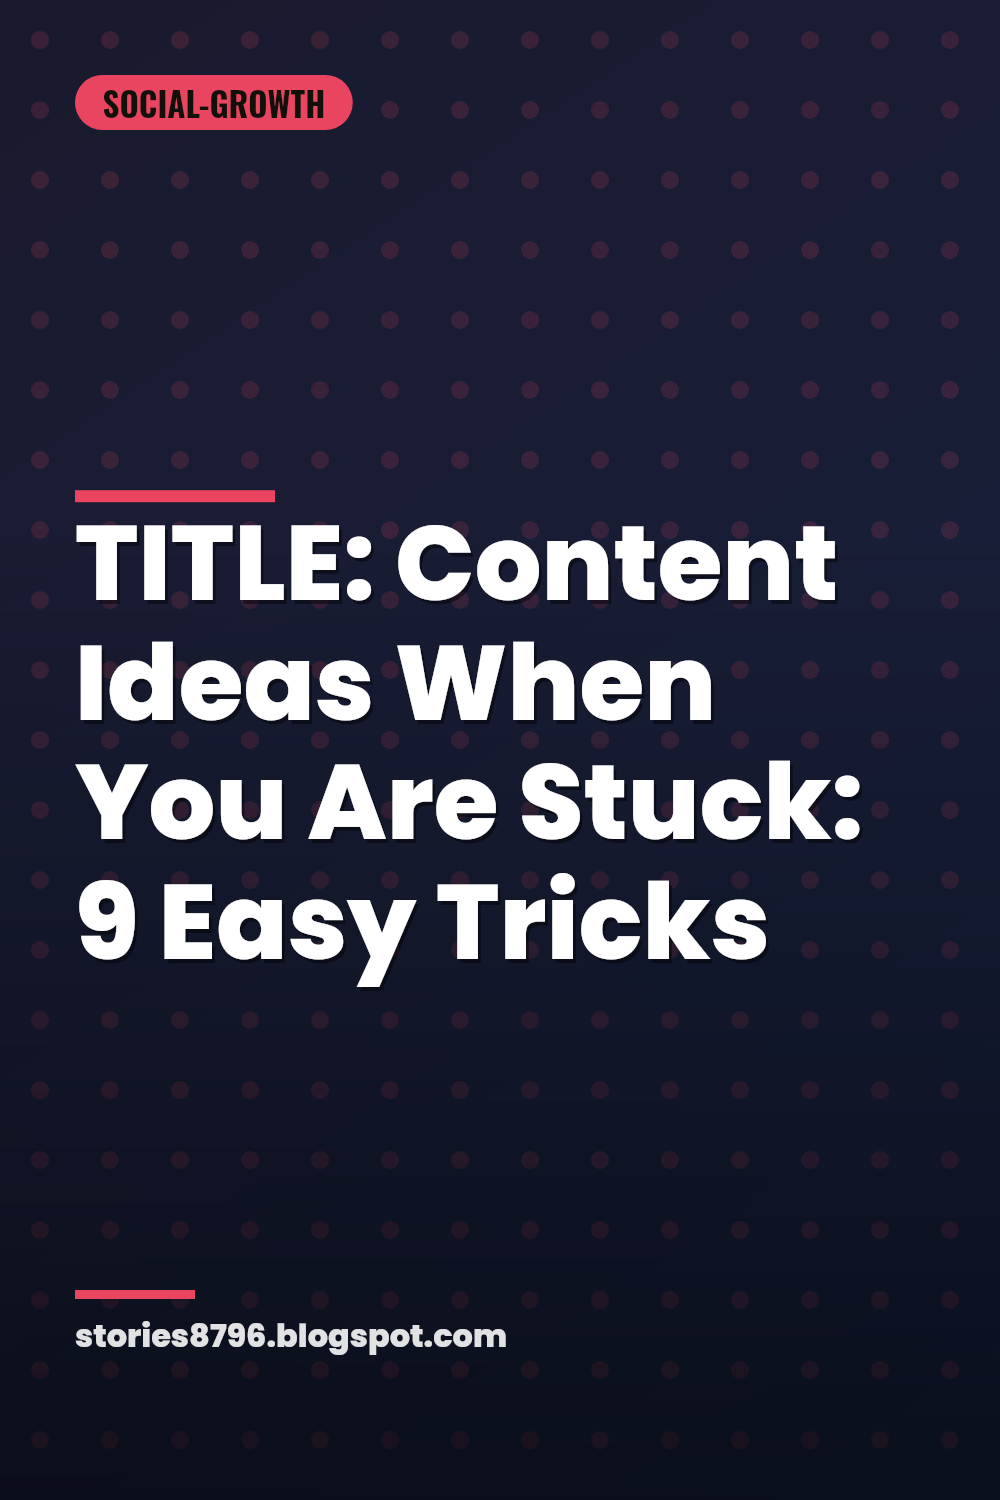 SOCIAL-GROWTH
TITLE: Content
Ideas When
You Are Stuck:
9 Easy Tricks
stories8796.blogspot.com